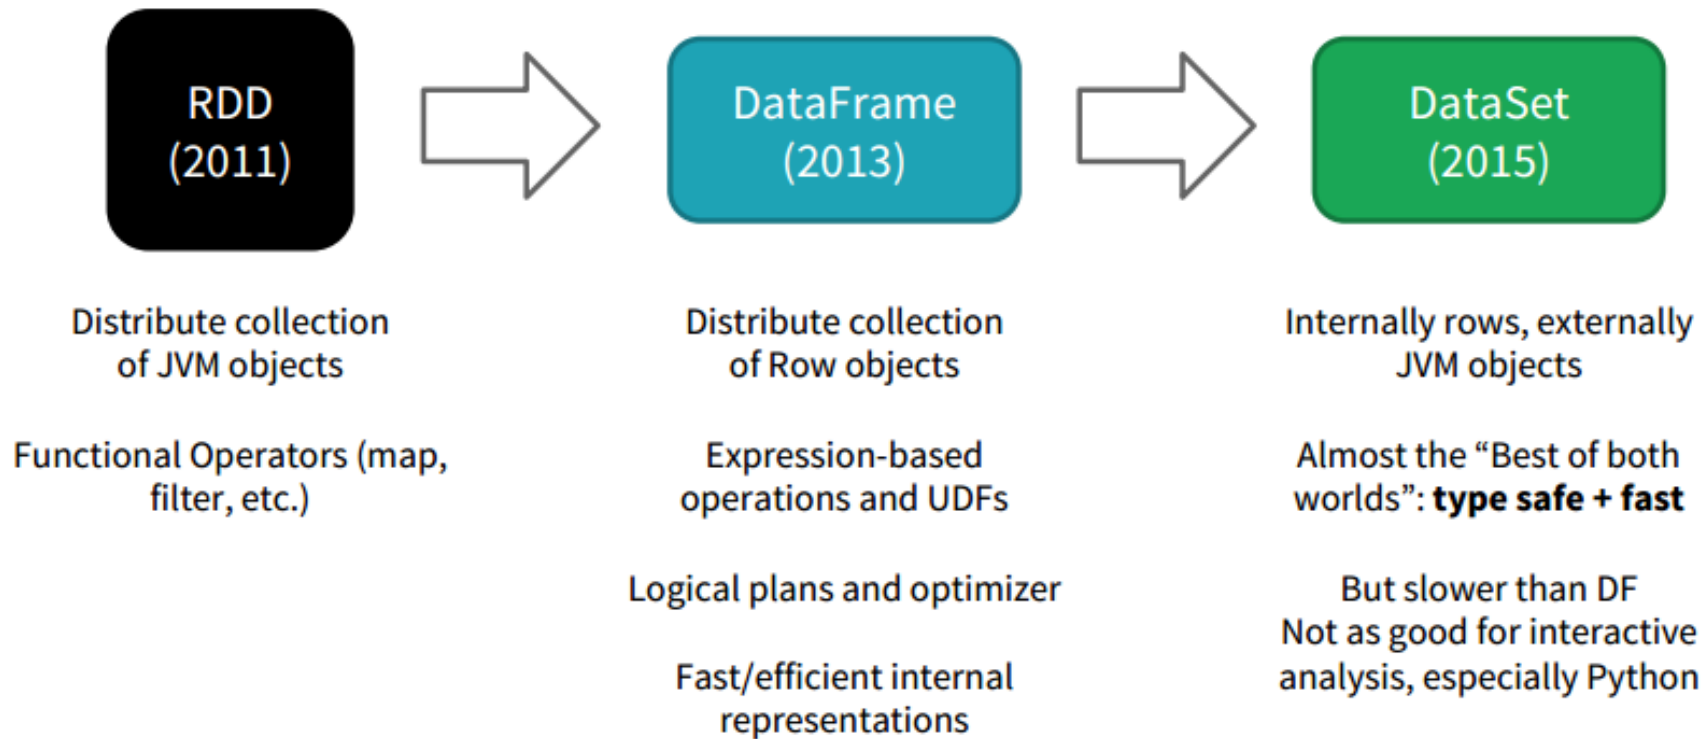 RDD
(2011)
DataFrame
(2013)
DataSet
(2015)
Distribute collection
of JVM objects
Functional Operators (map,
filter, etc.)
Distribute collection
of Row objects
Expression-based
operations and UDFs
Logical plans and optimizer
Fast/efficient internal
representations
Internally rows, externally
JVM objects
Almost the “Best of both
worlds”: type safe + fast
But slower than DF
Not as good for interactive
analysis, especially Python